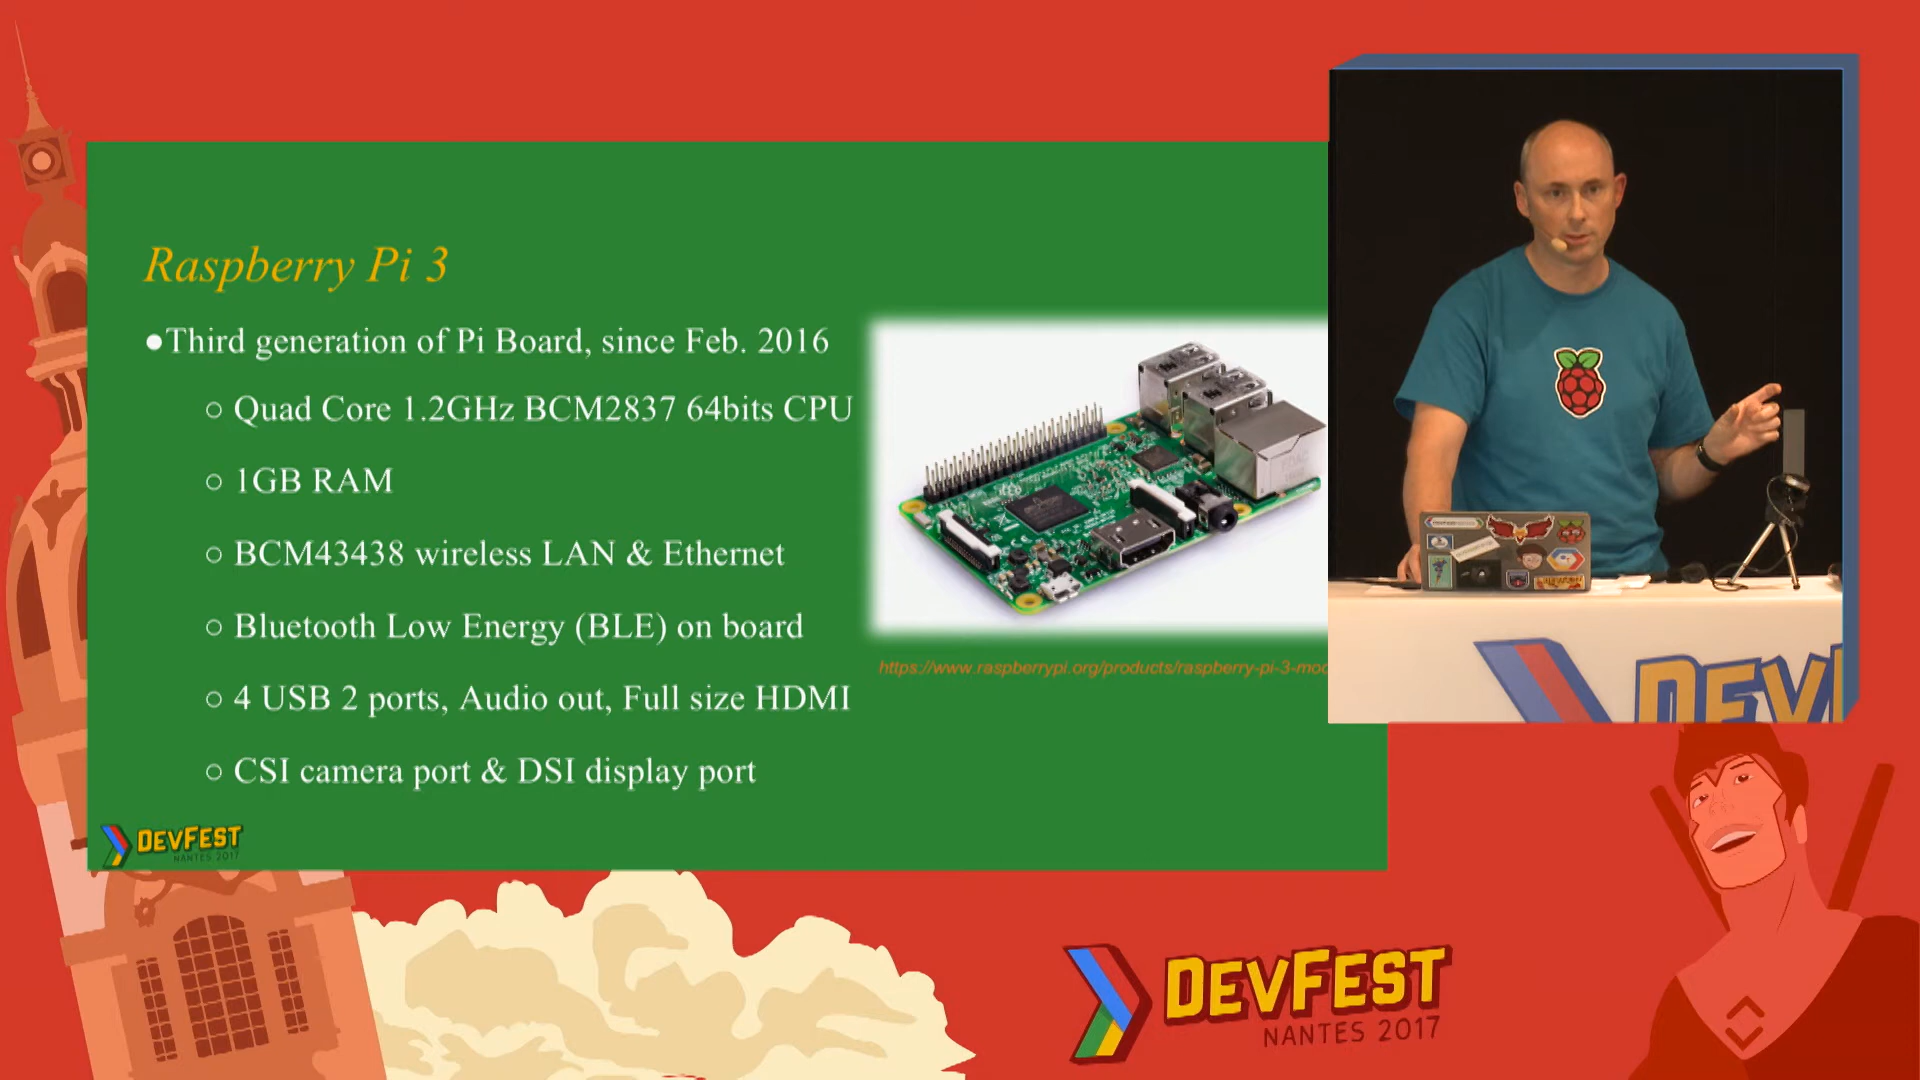 Raspberry Pi 3
●Third generation of Pi Board, since Feb. 2016
○ Quad Core 1.2GHz BCM2837 64bits CPU
○ 1GB RAM
○ BCM43438 wireless LAN & Ethernet
○ Bluetooth Low Energy (BLE) on board
○ 4 USB 2 ports, Audio out, Full size HDMI
○ CSI camera port & DSI display port
https://www.raspberrypi.org/products/raspberry-pi-3-mod
DEVFEST
NANTES 2017
DEV
DEVFEST
NANTES 2017